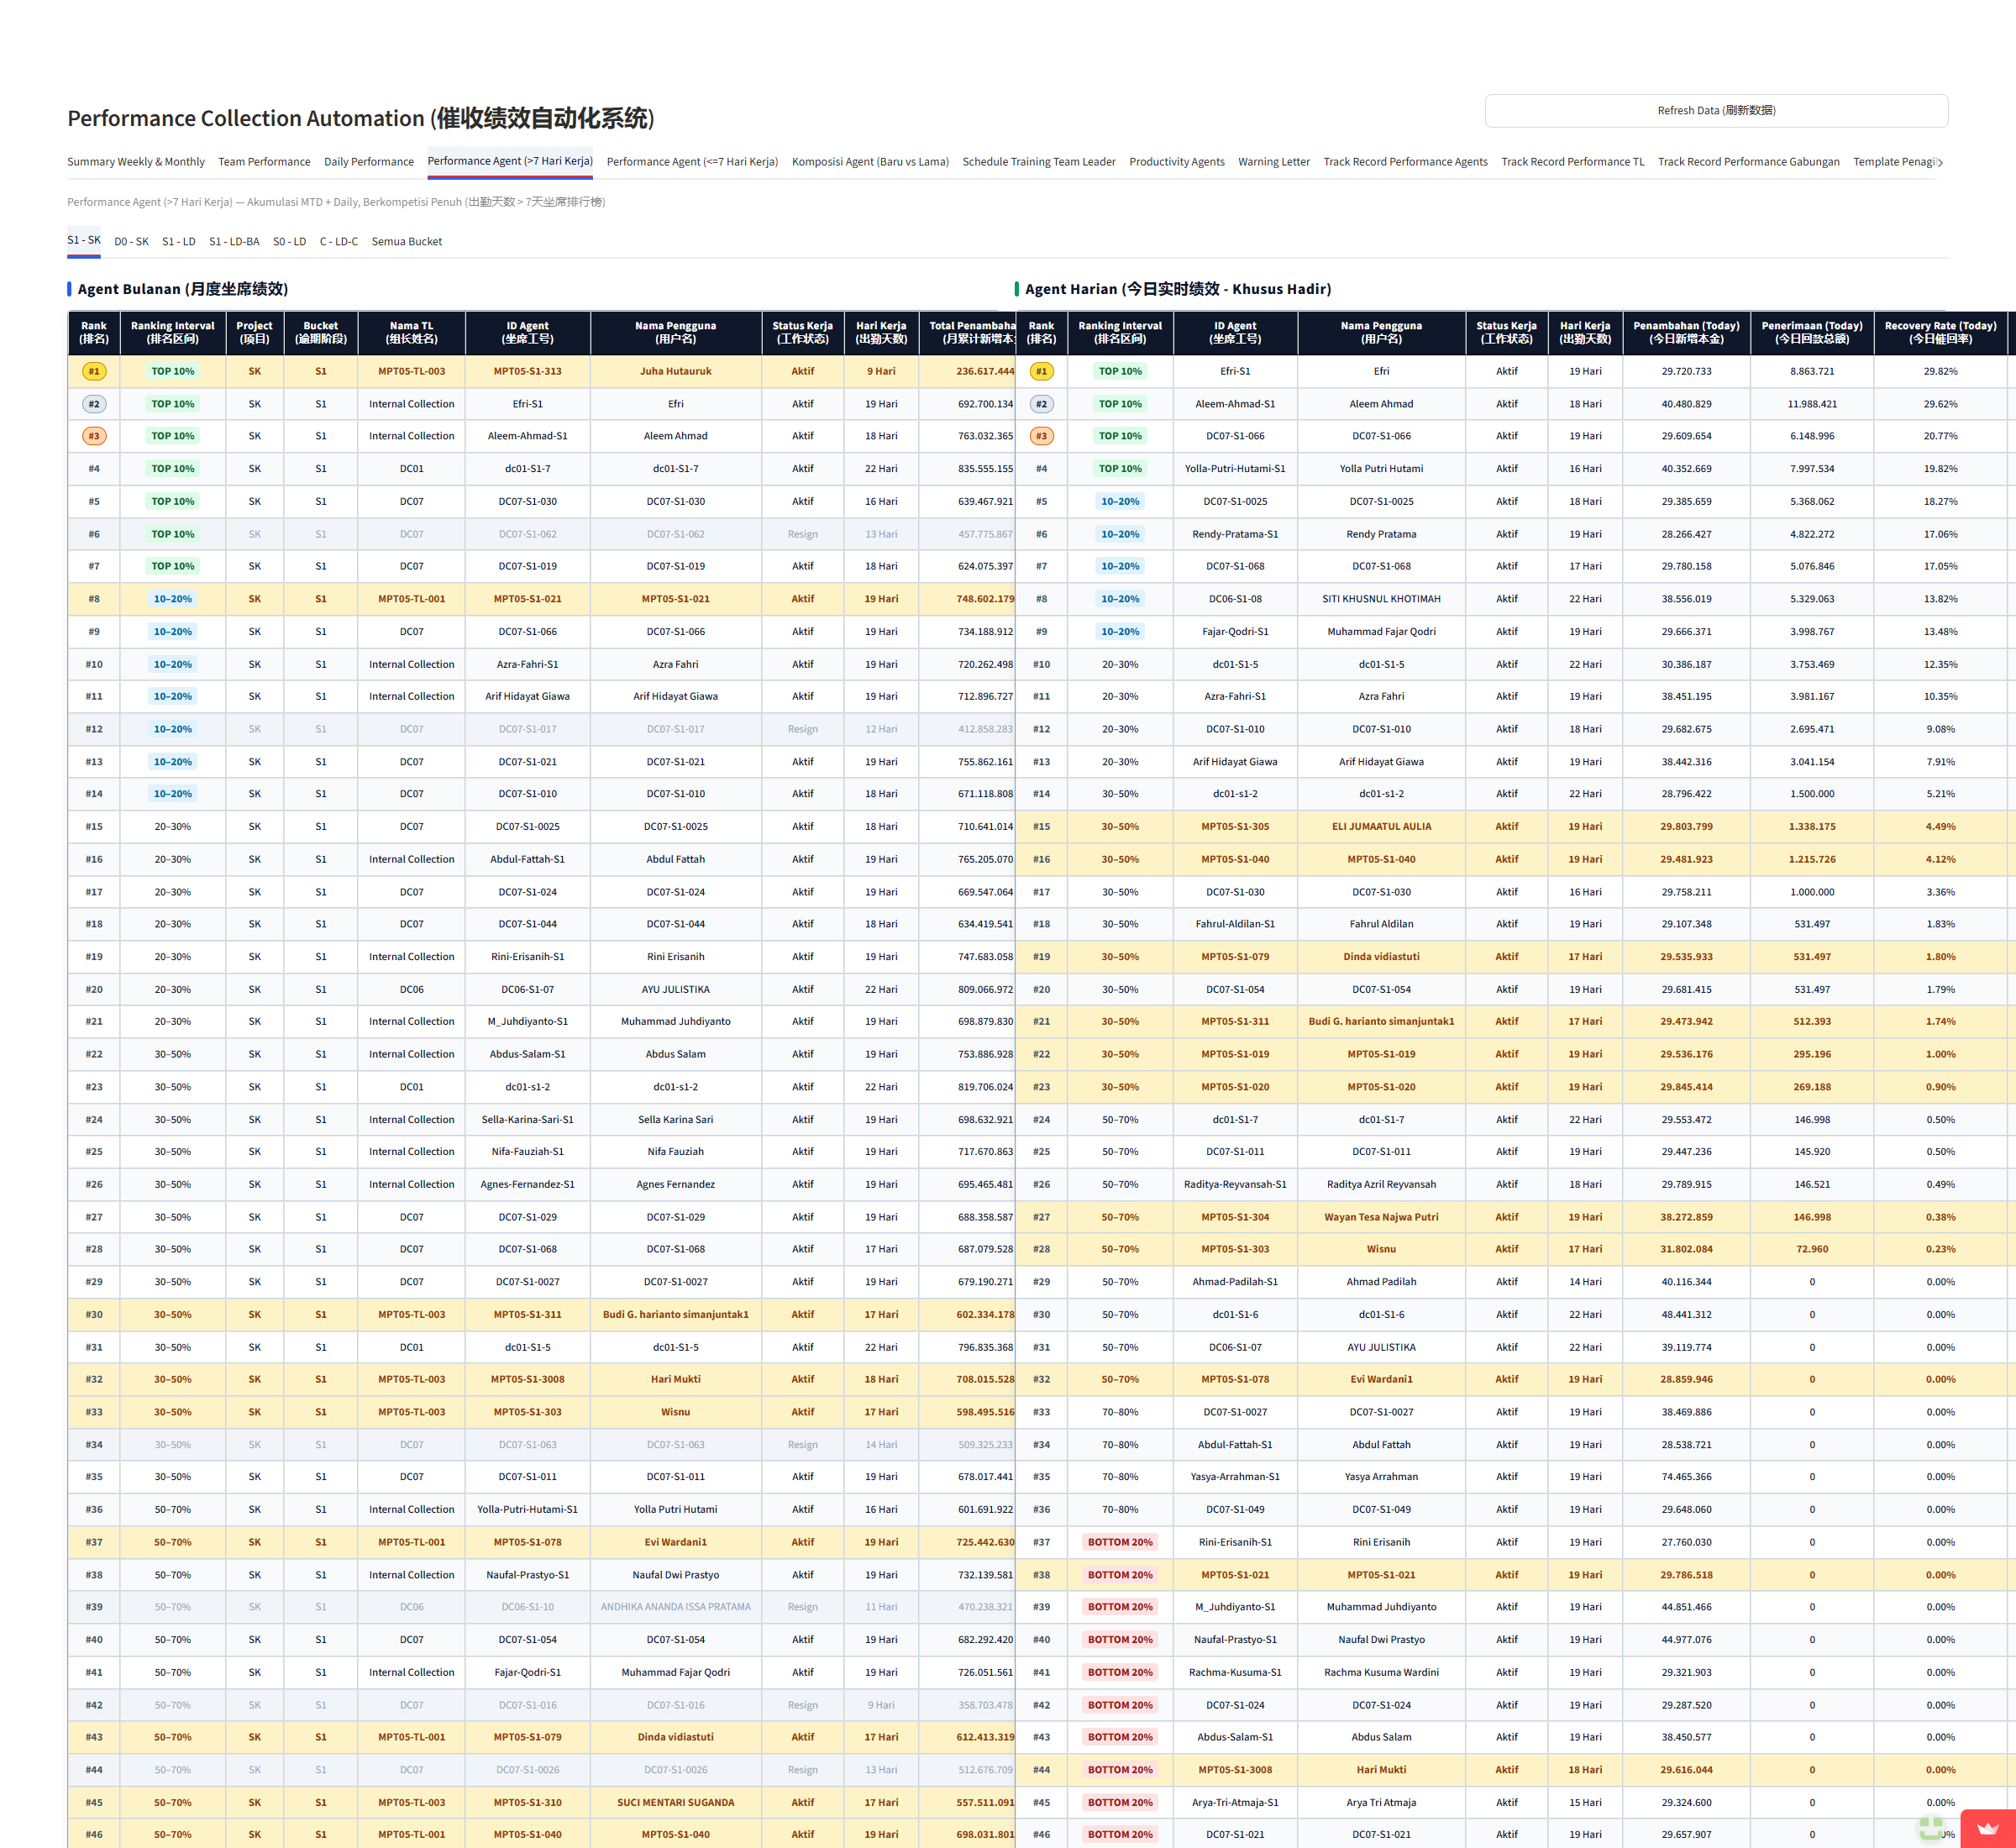 Performance Collection Automation (催收绩效自动化系统)
Refresh Data (刷新数据)
Summary Weekly & Monthly Team Performance Daily Performance Performance Agent (>7 Hari Kerja) Performance Agent (<=7 Hari Kerja) Komposisi Agent (Baru vs Lama) Schedule Training Team Leader Productivity Agents Warning Letter Track Record Performance Agents Track Record Performance TL Track Record Performance Gabungan Template Penagi
Performance Agent (>7 Hari Kerja) — Akumulasi MTD + Daily, Berkompetisi Penuh (出勤天数 > 7天坐席排行榜)
S1 - SK D0 - SK S1 - LD S1 - LD-BA S0 - LD C - LD-C Semua Bucket
Agent Bulanan (月度坐席绩效)
Rank Ranking Interval Project Bucket Nama TL ID Agent Nama Pengguna Status Kerja Hari Kerja Total Penambaha
(排名) (排名区间) (项目) (逾期阶段) (组长姓名) (坐席工号) (用户名) (工作状态) (出勤天数) (月累计新增本
#1 TOP 10% SK S1 MPT05-TL-003 MPT05-S1-313 Juha Hutauruk Aktif 9 Hari 236.617.444
#2 TOP 10% SK S1 Internal Collection Efri-S1 Efri Aktif 19 Hari 692.700.134
#3 TOP 10% SK S1 Internal Collection Aleem-Ahmad-S1 Aleem Ahmad Aktif 18 Hari 763.032.365
#4 TOP 10% SK S1 DC01 dc01-S1-7 dc01-S1-7 Aktif 22 Hari 835.555.155
#5 TOP 10% SK S1 DC07 DC07-S1-030 DC07-S1-030 Aktif 16 Hari 639.467.921
#6 TOP 10% SK S1 DC07 DC07-S1-062 DC07-S1-062 Resign 13 Hari 457.775.867
#7 TOP 10% SK S1 DC07 DC07-S1-019 DC07-S1-019 Aktif 18 Hari 624.075.397
#8 10–20% SK S1 MPT05-TL-001 MPT05-S1-021 MPT05-S1-021 Aktif 19 Hari 748.602.179
#9 10–20% SK S1 DC07 DC07-S1-066 DC07-S1-066 Aktif 19 Hari 734.188.912
#10 10–20% SK S1 Internal Collection Azra-Fahri-S1 Azra Fahri Aktif 19 Hari 720.262.498
#11 10–20% SK S1 Internal Collection Arif Hidayat Giawa Arif Hidayat Giawa Aktif 19 Hari 712.896.727
#12 10–20% SK S1 DC07 DC07-S1-017 DC07-S1-017 Resign 12 Hari 412.858.283
#13 10–20% SK S1 DC07 DC07-S1-021 DC07-S1-021 Aktif 19 Hari 755.862.161
#14 10–20% SK S1 DC07 DC07-S1-010 DC07-S1-010 Aktif 18 Hari 671.118.808
#15 20–30% SK S1 DC07 DC07-S1-0025 DC07-S1-0025 Aktif 18 Hari 710.641.014
#16 20–30% SK S1 Internal Collection Abdul-Fattah-S1 Abdul Fattah Aktif 19 Hari 765.205.070
#17 20–30% SK S1 DC07 DC07-S1-024 DC07-S1-024 Aktif 19 Hari 669.547.064
#18 20–30% SK S1 DC07 DC07-S1-044 DC07-S1-044 Aktif 18 Hari 634.419.541
#19 20–30% SK S1 Internal Collection Rini-Erisanih-S1 Rini Erisanih Aktif 19 Hari 747.683.058
#20 20–30% SK S1 DC06 DC06-S1-07 AYU JULISTIKA Aktif 22 Hari 809.066.972
#21 20–30% SK S1 Internal Collection M_Juhdiyanto-S1 Muhammad Juhdiyanto Aktif 19 Hari 698.879.830
#22 30–50% SK S1 Internal Collection Abdus-Salam-S1 Abdus Salam Aktif 19 Hari 753.886.928
#23 30–50% SK S1 DC01 dc01-s1-2 dc01-s1-2 Aktif 22 Hari 819.706.024
#24 30–50% SK S1 Internal Collection Sella-Karina-Sari-S1 Sella Karina Sari Aktif 19 Hari 698.632.921
#25 30–50% SK S1 Internal Collection Nifa-Fauziah-S1 Nifa Fauziah Aktif 19 Hari 717.670.863
#26 30–50% SK S1 Internal Collection Agnes-Fernandez-S1 Agnes Fernandez Aktif 19 Hari 695.465.481
#27 30–50% SK S1 DC07 DC07-S1-029 DC07-S1-029 Aktif 19 Hari 688.358.587
#28 30–50% SK S1 DC07 DC07-S1-068 DC07-S1-068 Aktif 17 Hari 687.079.528
#29 30–50% SK S1 DC07 DC07-S1-0027 DC07-S1-0027 Aktif 19 Hari 679.190.271
#30 30–50% SK S1 MPT05-TL-003 MPT05-S1-311 Budi G. harianto simanjuntak1 Aktif 17 Hari 602.334.178
#31 30–50% SK S1 DC01 dc01-S1-5 dc01-S1-5 Aktif 22 Hari 796.835.368
#32 30–50% SK S1 MPT05-TL-003 MPT05-S1-3008 Hari Mukti Aktif 18 Hari 708.015.528
#33 30–50% SK S1 MPT05-TL-003 MPT05-S1-303 Wisnu Aktif 17 Hari 598.495.516
#34 30–50% SK S1 DC07 DC07-S1-063 DC07-S1-063 Resign 14 Hari 509.325.233
#35 30–50% SK S1 DC07 DC07-S1-011 DC07-S1-011 Aktif 19 Hari 678.017.441
#36 50–70% SK S1 Internal Collection Yolla-Putri-Hutami-S1 Yolla Putri Hutami Aktif 16 Hari 601.691.922
#37 50–70% SK S1 MPT05-TL-001 MPT05-S1-078 Evi Wardani1 Aktif 19 Hari 725.442.630
#38 50–70% SK S1 Internal Collection Naufal-Prastyo-S1 Naufal Dwi Prastyo Aktif 19 Hari 732.139.581
#39 50–70% SK S1 DC06 DC06-S1-10 ANDHIKA ANANDA ISSA PRATAMA Resign 11 Hari 470.238.321
#40 50–70% SK S1 DC07 DC07-S1-054 DC07-S1-054 Aktif 19 Hari 682.292.420
#41 50–70% SK S1 Internal Collection Fajar-Qodri-S1 Muhammad Fajar Qodri Aktif 19 Hari 726.051.561
#42 50–70% SK S1 DC07 DC07-S1-016 DC07-S1-016 Resign 9 Hari 358.703.478
#43 50–70% SK S1 MPT05-TL-001 MPT05-S1-079 Dinda vidiastuti Aktif 17 Hari 612.413.319
#44 50–70% SK S1 DC07 DC07-S1-0026 DC07-S1-0026 Resign 13 Hari 512.676.709
#45 50–70% SK S1 MPT05-TL-003 MPT05-S1-310 SUCI MENTARI SUGANDA Aktif 17 Hari 557.511.091
#46 50–70% SK S1 MPT05-TL-001 MPT05-S1-040 MPT05-S1-040 Aktif 19 Hari 698.031.801
Agent Harian (今日实时绩效 - Khusus Hadir)
Rank Ranking Interval ID Agent Nama Pengguna Status Kerja Hari Kerja Penambahan (Today) Penerimaan (Today) Recovery Rate (Today)
(排名) (排名区间) (坐席工号) (用户名) (工作状态) (出勤天数) (今日新增本金) (今日回款总额) (今日催回率)
#1 TOP 10% Efri-S1 Efri Aktif 19 Hari 29.720.733 8.863.721 29.82%
#2 TOP 10% Aleem-Ahmad-S1 Aleem Ahmad Aktif 18 Hari 40.480.829 11.988.421 29.62%
#3 TOP 10% DC07-S1-066 DC07-S1-066 Aktif 19 Hari 29.609.654 6.148.996 20.77%
#4 TOP 10% Yolla-Putri-Hutami-S1 Yolla Putri Hutami Aktif 16 Hari 40.352.669 7.997.534 19.82%
#5 10–20% DC07-S1-0025 DC07-S1-0025 Aktif 18 Hari 29.385.659 5.368.062 18.27%
#6 10–20% Rendy-Pratama-S1 Rendy Pratama Aktif 19 Hari 28.266.427 4.822.272 17.06%
#7 10–20% DC07-S1-068 DC07-S1-068 Aktif 17 Hari 29.780.158 5.076.846 17.05%
#8 10–20% DC06-S1-08 SITI KHUSNUL KHOTIMAH Aktif 22 Hari 38.556.019 5.329.063 13.82%
#9 10–20% Fajar-Qodri-S1 Muhammad Fajar Qodri Aktif 19 Hari 29.666.371 3.998.767 13.48%
#10 20–30% dc01-S1-5 dc01-S1-5 Aktif 22 Hari 30.386.187 3.753.469 12.35%
#11 20–30% Azra-Fahri-S1 Azra Fahri Aktif 19 Hari 38.451.195 3.981.167 10.35%
#12 20–30% DC07-S1-010 DC07-S1-010 Aktif 18 Hari 29.682.675 2.695.471 9.08%
#13 20–30% Arif Hidayat Giawa Arif Hidayat Giawa Aktif 19 Hari 38.442.316 3.041.154 7.91%
#14 30–50% dc01-s1-2 dc01-s1-2 Aktif 22 Hari 28.796.422 1.500.000 5.21%
#15 30–50% MPT05-S1-305 ELI JUMAATUL AULIA Aktif 19 Hari 29.803.799 1.338.175 4.49%
#16 30–50% MPT05-S1-040 MPT05-S1-040 Aktif 19 Hari 29.481.923 1.215.726 4.12%
#17 30–50% DC07-S1-030 DC07-S1-030 Aktif 16 Hari 29.758.211 1.000.000 3.36%
#18 30–50% Fahrul-Aldilan-S1 Fahrul Aldilan Aktif 19 Hari 29.107.348 531.497 1.83%
#19 30–50% MPT05-S1-079 Dinda vidiastuti Aktif 17 Hari 29.535.933 531.497 1.80%
#20 30–50% DC07-S1-054 DC07-S1-054 Aktif 19 Hari 29.681.415 531.497 1.79%
#21 30–50% MPT05-S1-311 Budi G. harianto simanjuntak1 Aktif 17 Hari 29.473.942 512.393 1.74%
#22 30–50% MPT05-S1-019 MPT05-S1-019 Aktif 19 Hari 29.536.176 295.196 1.00%
#23 30–50% MPT05-S1-020 MPT05-S1-020 Aktif 19 Hari 29.845.414 269.188 0.90%
#24 50–70% dc01-S1-7 dc01-S1-7 Aktif 22 Hari 29.553.472 146.998 0.50%
#25 50–70% DC07-S1-011 DC07-S1-011 Aktif 19 Hari 29.447.236 145.920 0.50%
#26 50–70% Raditya-Reyvansah-S1 Raditya Azril Reyvansah Aktif 18 Hari 29.789.915 146.521 0.49%
#27 50–70% MPT05-S1-304 Wayan Tesa Najwa Putri Aktif 19 Hari 38.272.859 146.998 0.38%
#28 50–70% MPT05-S1-303 Wisnu Aktif 17 Hari 31.802.084 72.960 0.23%
#29 50–70% Ahmad-Padilah-S1 Ahmad Padilah Aktif 14 Hari 40.116.344 0 0.00%
#30 50–70% dc01-S1-6 dc01-S1-6 Aktif 22 Hari 48.441.312 0 0.00%
#31 50–70% DC06-S1-07 AYU JULISTIKA Aktif 22 Hari 39.119.774 0 0.00%
#32 50–70% MPT05-S1-078 Evi Wardani1 Aktif 19 Hari 28.859.946 0 0.00%
#33 70–80% DC07-S1-0027 DC07-S1-0027 Aktif 19 Hari 38.469.886 0 0.00%
#34 70–80% Abdul-Fattah-S1 Abdul Fattah Aktif 19 Hari 28.538.721 0 0.00%
#35 70–80% Yasya-Arrahman-S1 Yasya Arrahman Aktif 19 Hari 74.465.366 0 0.00%
#36 70–80% DC07-S1-049 DC07-S1-049 Aktif 19 Hari 29.648.060 0 0.00%
#37 BOTTOM 20% Rini-Erisanih-S1 Rini Erisanih Aktif 19 Hari 27.760.030 0 0.00%
#38 BOTTOM 20% MPT05-S1-021 MPT05-S1-021 Aktif 19 Hari 29.786.518 0 0.00%
#39 BOTTOM 20% M_Juhdiyanto-S1 Muhammad Juhdiyanto Aktif 19 Hari 44.851.466 0 0.00%
#40 BOTTOM 20% Naufal-Prastyo-S1 Naufal Dwi Prastyo Aktif 19 Hari 44.977.076 0 0.00%
#41 BOTTOM 20% Rachma-Kusuma-S1 Rachma Kusuma Wardini Aktif 19 Hari 29.321.903 0 0.00%
#42 BOTTOM 20% DC07-S1-024 DC07-S1-024 Aktif 19 Hari 29.287.520 0 0.00%
#43 BOTTOM 20% Abdus-Salam-S1 Abdus Salam Aktif 19 Hari 38.450.577 0 0.00%
#44 BOTTOM 20% MPT05-S1-3008 Hari Mukti Aktif 18 Hari 29.616.044 0 0.00%
#45 BOTTOM 20% Arya-Tri-Atmaja-S1 Arya Tri Atmaja Aktif 15 Hari 29.324.600 0 0.00%
#46 BOTTOM 20% DC07-S1-021 DC07-S1-021 Aktif 19 Hari 29.657.907 0